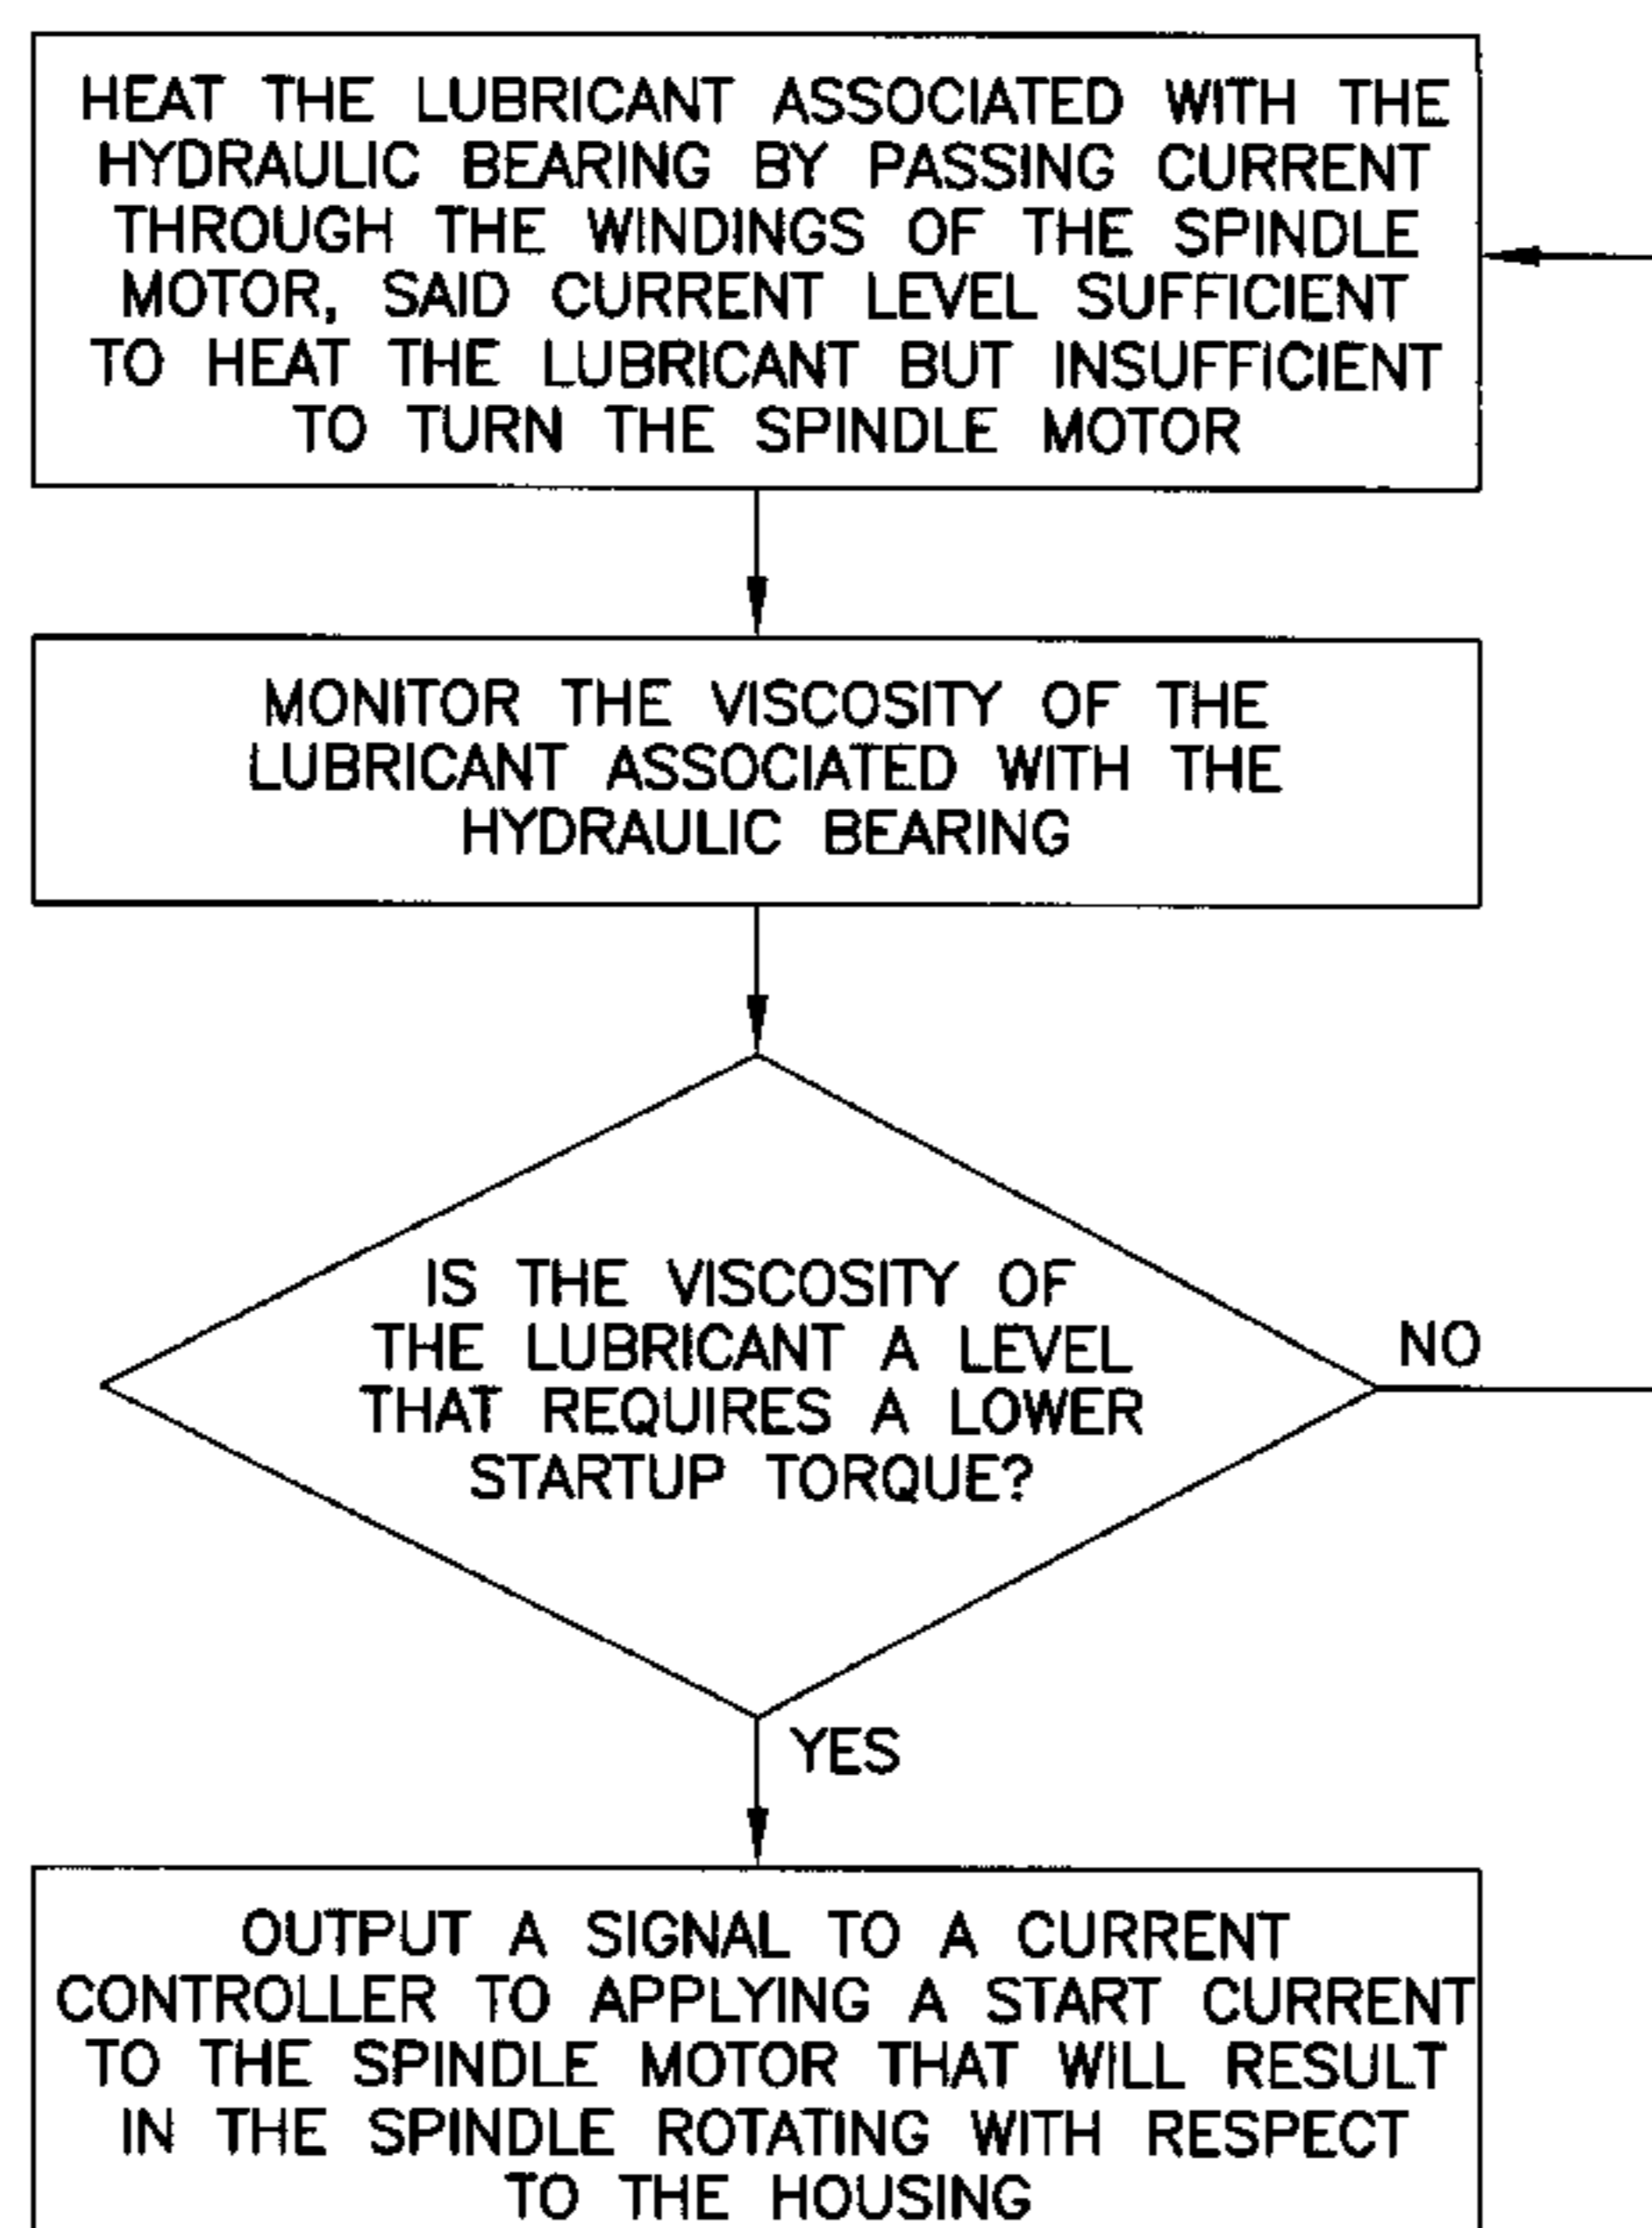 HEAT THE LUBRICANT ASSOCIATED WITH THE
HYDRAULIC BEARING BY PASSING CURRENT
THROUGH THE WINDINGS OF THE SPINDLE
MOTOR, SAID CURRENT LEVEL SUFFICIENT
TO HEAT THE LUBRICANT BUT INSUFFICIENT
TO TURN THE SPINDLE MOTOR
MONITOR THE VISCOSITY OF THE
LUBRICANT ASSOCIATED WITH THE
HYDRAULIC BEARING
IS THE VISCOSITY OF
THE LUBRICANT A LEVEL
THAT REQUIRES A LOWER
STARTUP TORQUE?
NO
YES
OUTPUT A SIGNAL TO A CURRENT
CONTROLLER TO APPLYING A START CURRENT
TO THE SPINDLE MOTOR THAT WILL RESULT
IN THE SPINDLE ROTATING WITH RESPECT
TO THE HOUSING